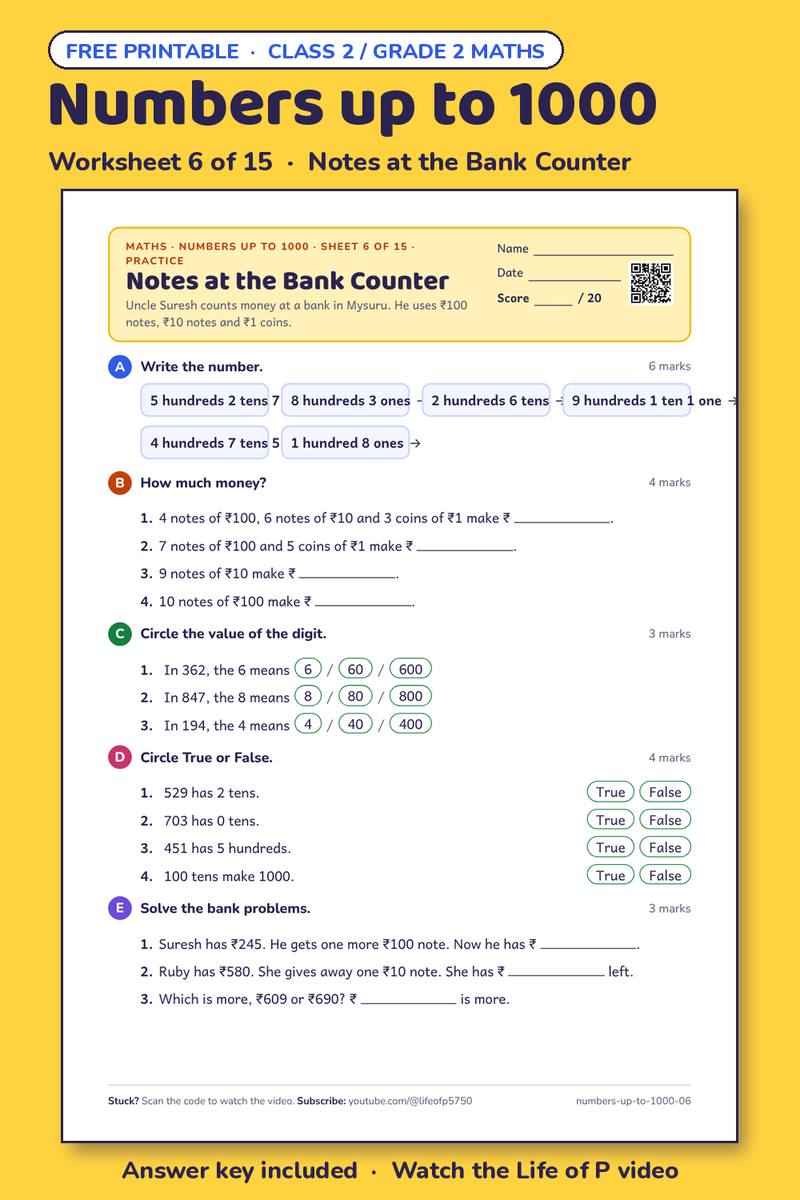 FREE PRINTABLE · CLASS 2 / GRADE 2 MATHS
Numbers up to 1000
Worksheet 6 of 15 · Notes at the Bank Counter
MATHS · NUMBERS UP TO 1000 · SHEET 6 OF 15 ·
PRACTICE
Notes at the Bank Counter
Uncle Suresh counts money at a bank in Mysuru. He uses ₹100
notes, ₹10 notes and ₹1 coins.
Name ____________
Date ____________
Score ______ / 20
A Write the number. 6 marks
5 hundreds 2 tens 7 8 hundreds 3 ones → 2 hundreds 6 tens → 9 hundreds 1 ten 1 one →
4 hundreds 7 tens 5 1 hundred 8 ones →
B How much money? 4 marks
1. 4 notes of ₹100, 6 notes of ₹10 and 3 coins of ₹1 make ₹ ____________.
2. 7 notes of ₹100 and 5 coins of ₹1 make ₹ ____________.
3. 9 notes of ₹10 make ₹ ____________.
4. 10 notes of ₹100 make ₹ ____________.
C Circle the value of the digit. 3 marks
1. In 362, the 6 means 6 / 60 / 600
2. In 847, the 8 means 8 / 80 / 800
3. In 194, the 4 means 4 / 40 / 400
D Circle True or False. 4 marks
1. 529 has 2 tens. True False
2. 703 has 0 tens. True False
3. 451 has 5 hundreds. True False
4. 100 tens make 1000. True False
E Solve the bank problems. 3 marks
1. Suresh has ₹245. He gets one more ₹100 note. Now he has ₹ ____________.
2. Ruby has ₹580. She gives away one ₹10 note. She has ₹ ____________ left.
3. Which is more, ₹609 or ₹690? ₹ ____________ is more.
Stuck? Scan the code to watch the video. Subscribe: youtube.com/@lifeofp5750 numbers-up-to-1000-06
Answer key included · Watch the Life of P video